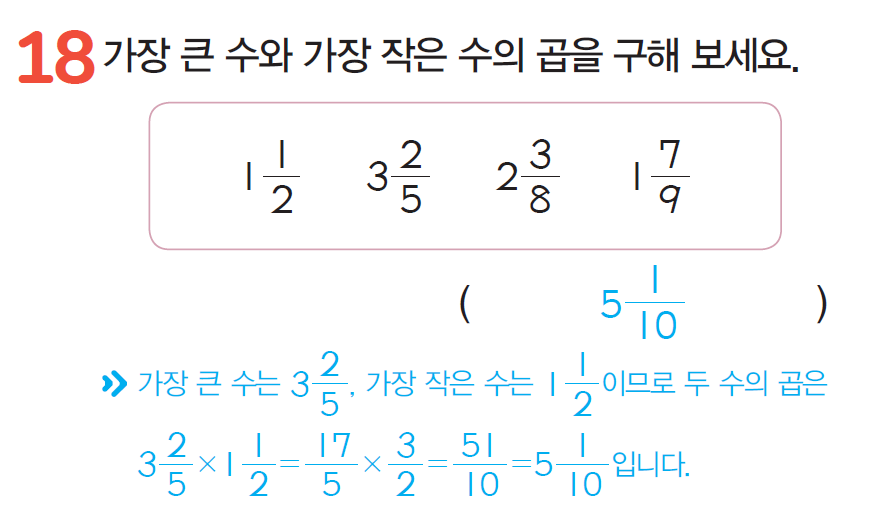 18 가장 큰 수와 가장 작은 수의 곱을 구해 보세요.
1 1/2 3 2/5 2 3/8 1 7/9
( 5 1/10 )
가장 큰 수는 3 2/5, 가장 작은 수는 1 1/2이므로 두 수의 곱은
3 2/5 × 1 1/2 = 17/5 × 3/2 = 51/10 = 5 1/10입니다.